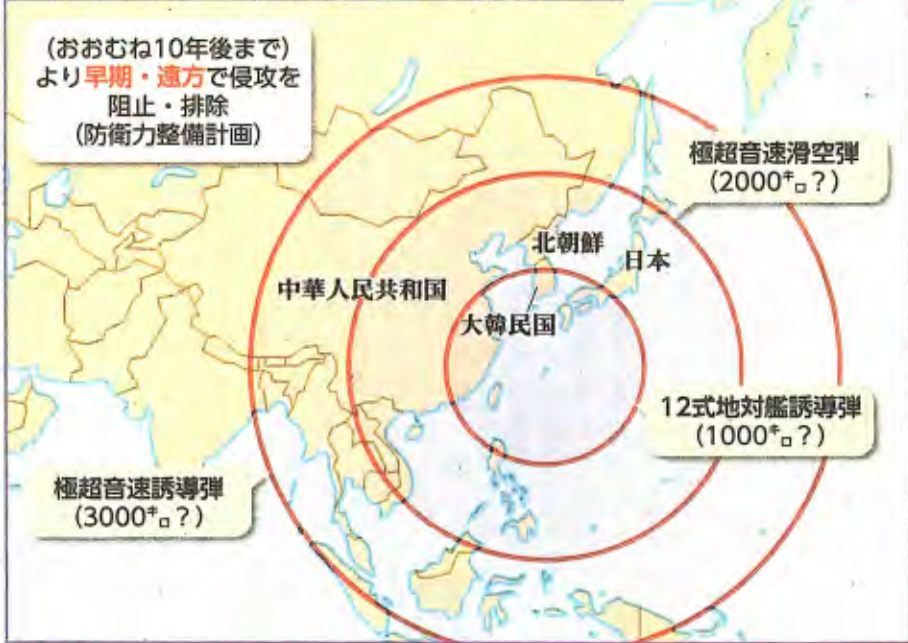 (おおむね10年後まで)
より早期・遠方で侵攻を
阻止・排除
(防衛力整備計画)
極超音速滑空弾
(2000㌔?)
北朝鮮
日本
中華人民共和国
大韓民国
12式地対艦誘導弾
(1000㌔?)
極超音速誘導弾
(3000㌔?)